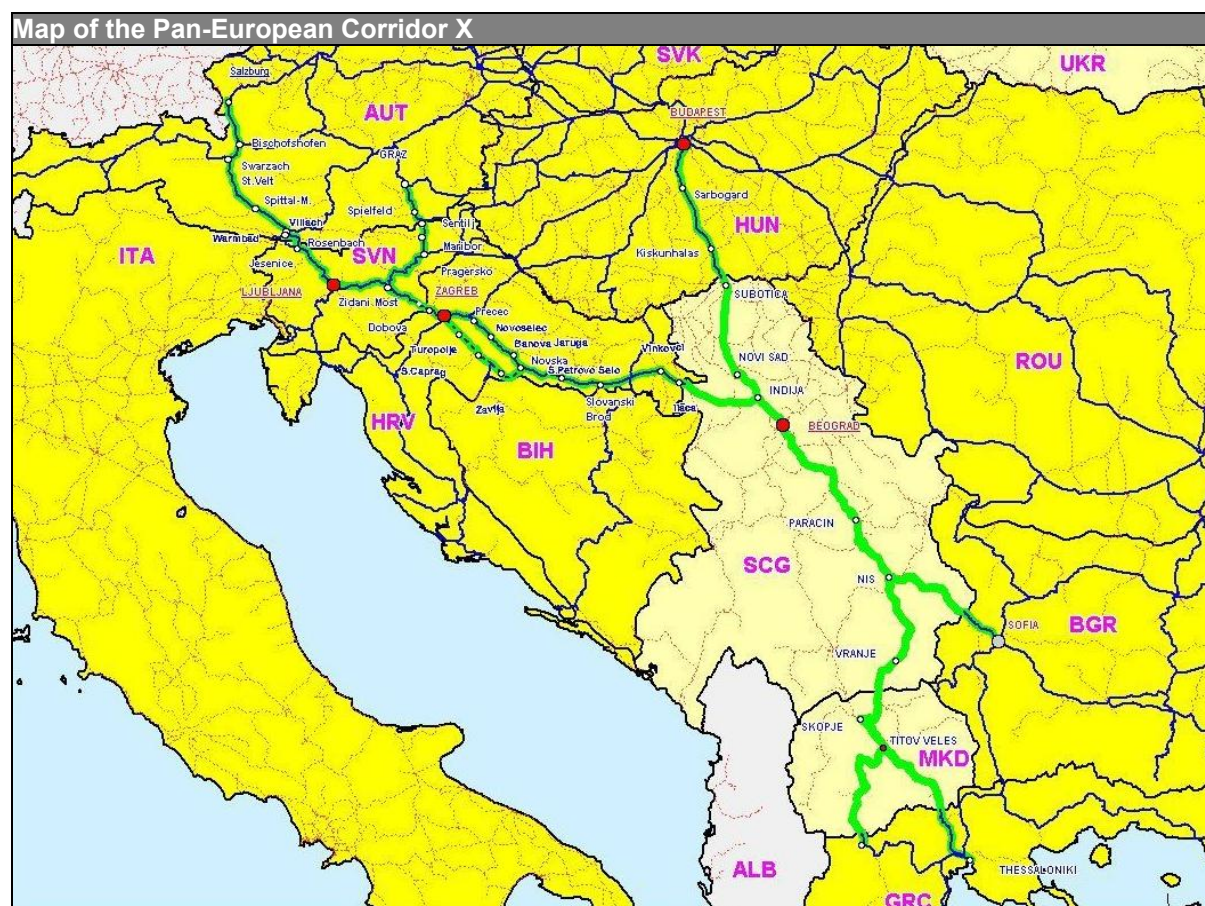 Map of the Pan-European Corridor X
SVK
UKR
Salzburg
AUT
BUDAPEST
Bischofshofen
GRAZ
Swarzach
St.Velt
Sarbogard
Spittal-M.
Spielfeld
HUN
Villach
Sentilj
Warmbad
Rosenbach
ITA
SVN
Maribor
Kiskunhalas
Jesenice
Pragersko
LJUBLJANA
ZAGREB
SUBOTICA
Zidani Most
Precec
Dobova
Novoselec
Banova Jaruga
Turopolje
Vinkovci
NOVI SAD
ROU
Novska
S.Caprag
S.Petrovo Selo
INDIJA
Zavlja
Slovanski
Brod
Ilaca
HRV
BEOGRAD
BIH
PARACIN
SCG
NIS
SOFIA
BGR
VRANJE
SKOPJE
TITOV VELES
MKD
ALB
THESSALONIKI
GRC